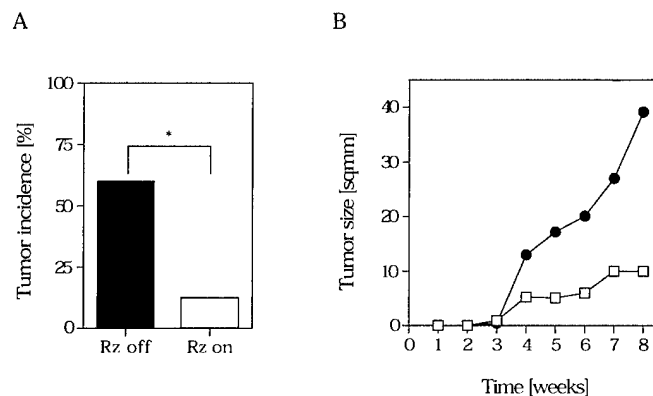 A
B
Tumor incidence [%]
100
75
50
25
0
*
Rz off
Rz on
Tumor size [sqmm]
40
30
20
10
0
0 1 2 3 4 5 6 7 8
Time [weeks]